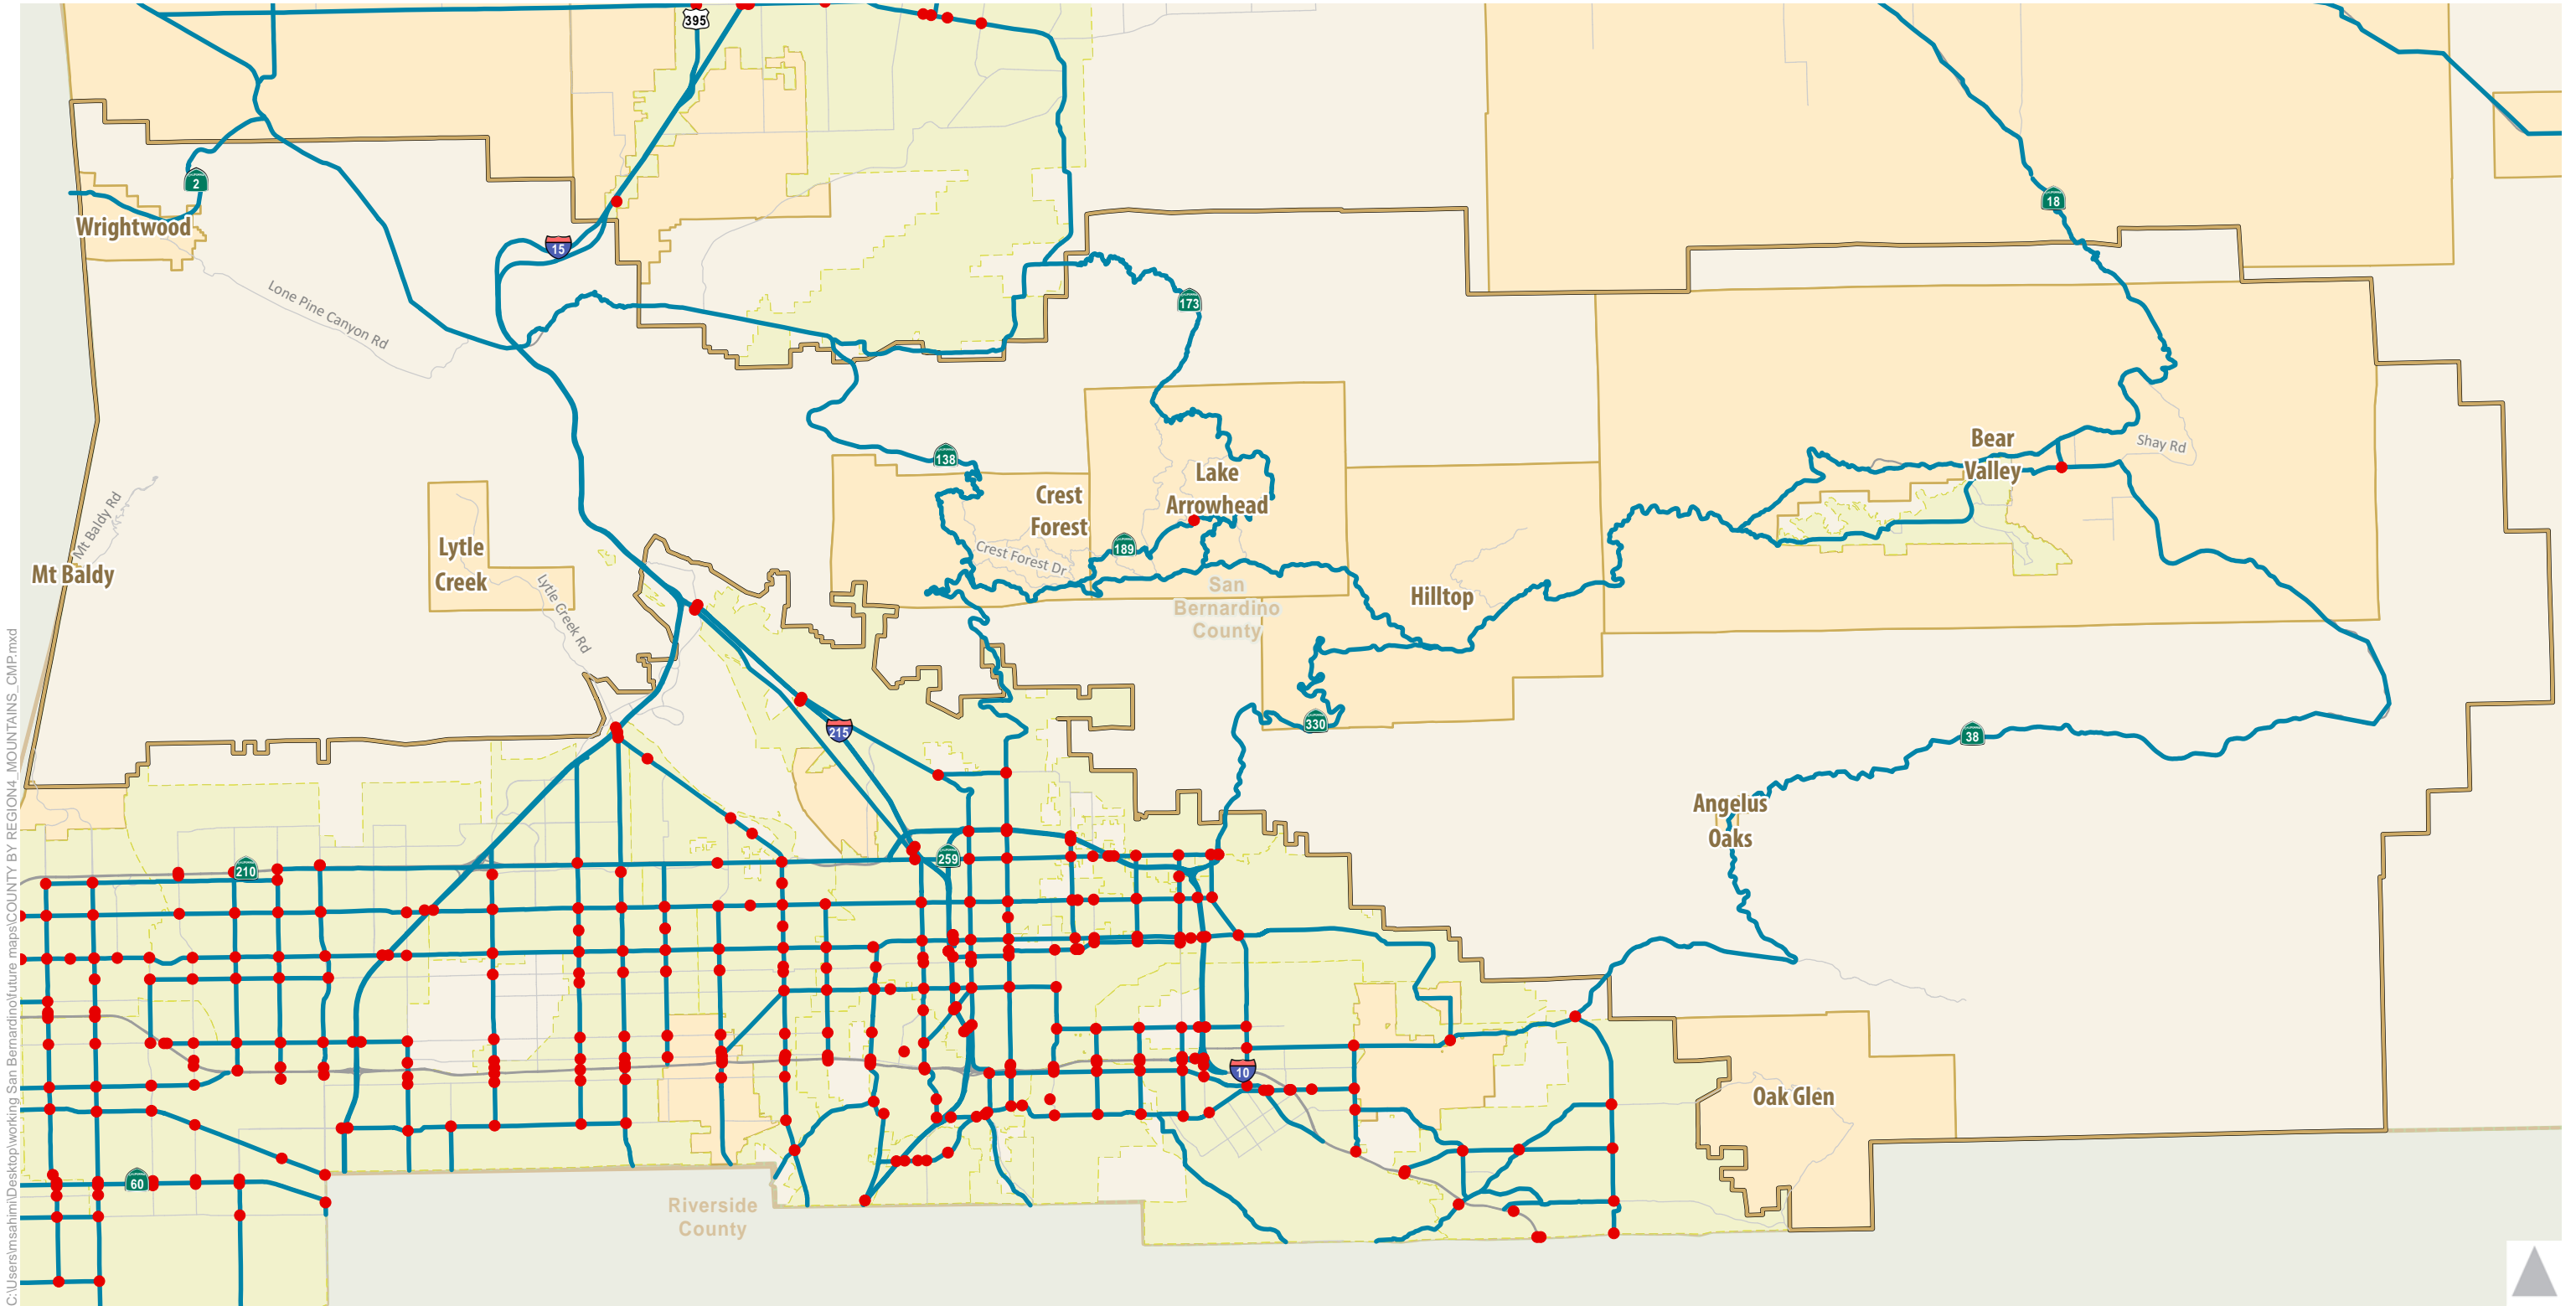 395
2
Wrightwood
15
18
Lone Pine Canyon Rd
173
138
Lake
Arrowhead
Crest
Forest
Bear
Valley
Shay Rd
Mt Baldy Rd
Mt Baldy
Lytle
Creek
Lytle Creek Rd
189
Crest Forest Dr
San
Bernardino
County
Hilltop
215
330
38
Angelus
Oaks
259
210
10
Oak Glen
60
Riverside
County
C:\Users\msahimi\Desktop\working San Bernardino\future maps\COUNTY BY REGION4_MOUNTAINS_CMP.mxd